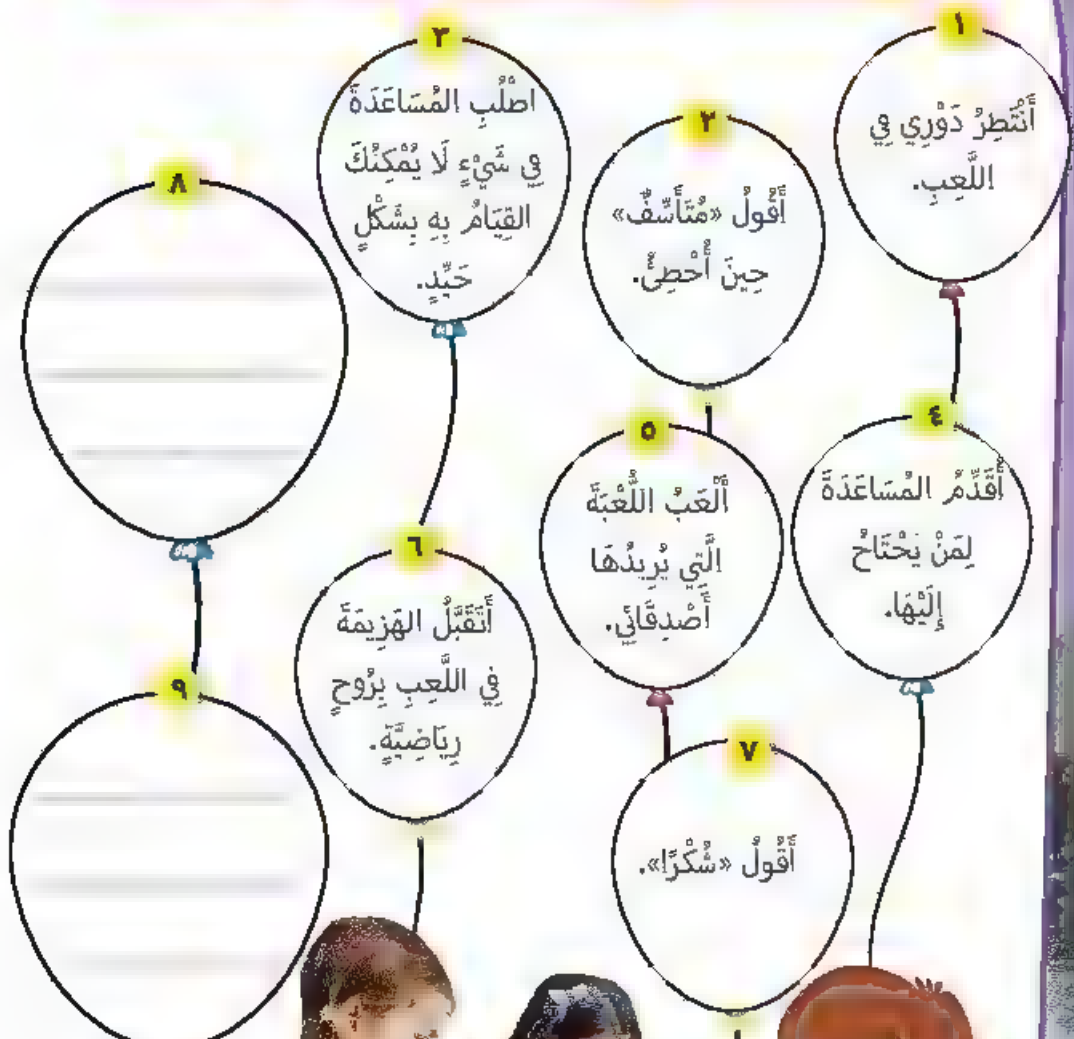 ١
أَنْتَظِرُ دَوْرِي فِي
اللَّعِبِ.
٢
أَقُولُ «مُتَأَسِّفٌ»
حِينَ أُخْطِئُ.
٣
اطْلُبِ المُسَاعَدَةَ
فِي شَيْءٍ لَا يُمْكِنُكَ
القِيَامُ بِهِ بِشَكْلٍ
جَيِّدٍ.
٤
أُقَدِّمُ المُسَاعَدَةَ
لِمَنْ يَحْتَاجُ
إِلَيْهَا.
٥
أَلْعَبُ اللُّعْبَةَ
الَّتِي يُرِيدُهَا
أَصْدِقَائِي.
٦
أَتَقَبَّلُ الهَزِيمَةَ
فِي اللَّعِبِ بِرُوحٍ
رِيَاضِيَّةٍ.
٧
أَقُولُ «شُكْرًا».
٨
٩